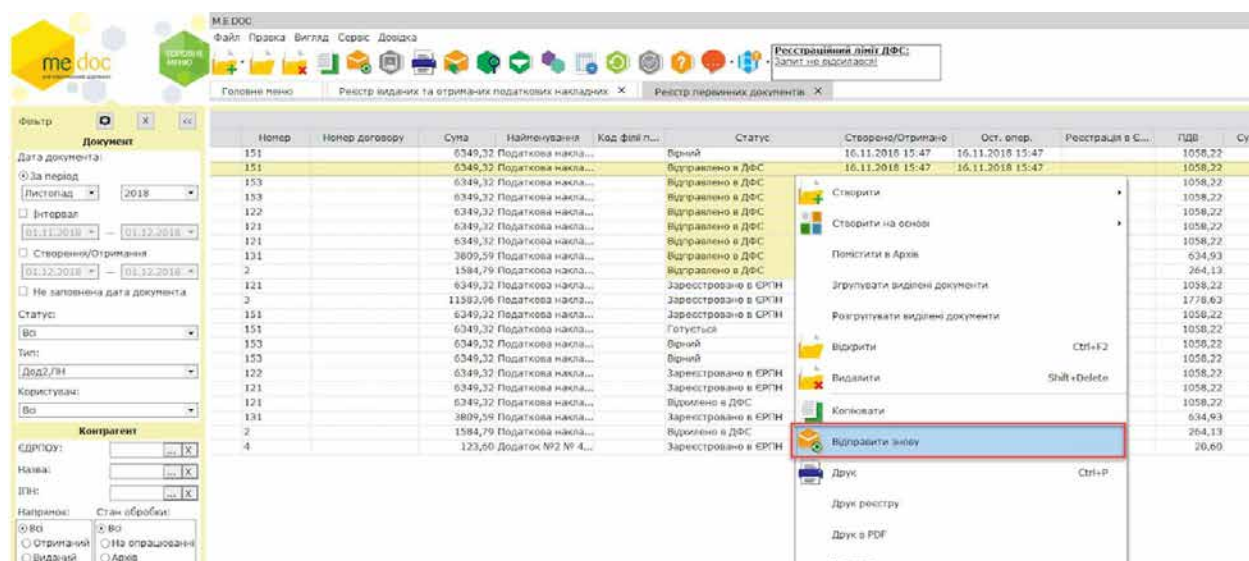 M.E.DOC
Файл Правка Вигляд Сервіс Довідка
me doc
ГОЛОВНЕ МЕНЮ
Реєстраційний ліміт ДФС:
Запит не відсилався!
Головне меню Реєстр виданих та отриманих податкових накладних X Реєстр первинних документів X
Фільтр X <<
Документ
Дата документа:
За період
Листопад 2018
Інтервал
01.11.2018 — 01.12.2018
Створення/Отримання
01.12.2018 — 01.12.2018
Не заповнена дата документа
Статус:
Всі
Тип:
Дод2,ПН
Користувач:
Всі
Контрагент
ЄДРПОУ: ... X
Назва: ... X
ІПН: ... X
Напрямок: Стан обробки:
Всі Всі
Отриманий На опрацюванні
Виданий Архів
Номер Номер договору Сума Найменування Код філії п... Статус Створено/Отримано Ост. опер. Реєстрація в Є... ПДВ Су
151 6349,32 Податкова накла... Вірний 16.11.2018 15:47 16.11.2018 15:47 1058,22
151 6349,32 Податкова накла... Відправлено в ДФС 16.11.2018 15:47 16.11.2018 15:47 1058,22
153 6349,32 Податкова накла... Відправлено в ДФС 1058,22
153 6349,32 Податкова накла... Відправлено в ДФС 1058,22
122 6349,32 Податкова накла... Відправлено в ДФС 1058,22
121 6349,32 Податкова накла... Відправлено в ДФС 1058,22
121 6349,32 Податкова накла... Відправлено в ДФС 1058,22
131 3809,59 Податкова накла... Відправлено в ДФС 634,93
2 1584,79 Податкова накла... Відправлено в ДФС 264,13
121 6349,32 Податкова накла... Зареєстровано в ЄРПН 1058,22
3 11583,96 Податкова накла... Зареєстровано в ЄРПН 1778,63
151 6349,32 Податкова накла... Зареєстровано в ЄРПН 1058,22
151 6349,32 Податкова накла... Готується 1058,22
153 6349,32 Податкова накла... Вірний 1058,22
153 6349,32 Податкова накла... Вірний 1058,22
122 6349,32 Податкова накла... Зареєстровано в ЄРПН 1058,22
121 6349,32 Податкова накла... Зареєстровано в ЄРПН 1058,22
121 6349,32 Податкова накла... Відхилено в ДФС 1058,22
131 3809,59 Податкова накла... Зареєстровано в ЄРПН 634,93
2 1584,79 Податкова накла... Відхилено в ДФС 264,13
4 123,60 Додаток №2 № 4... Зареєстровано в ЄРПН 20,60
Створити
Створити на основі
Помістити в Архів
Згрупувати виділені документи
Розгрупувати виділені документи
Відкрити Ctrl+F2
Видалити Shift+Delete
Копіювати
Відправити знову
Друк Ctrl+P
Друк реєстру
Друк в PDF